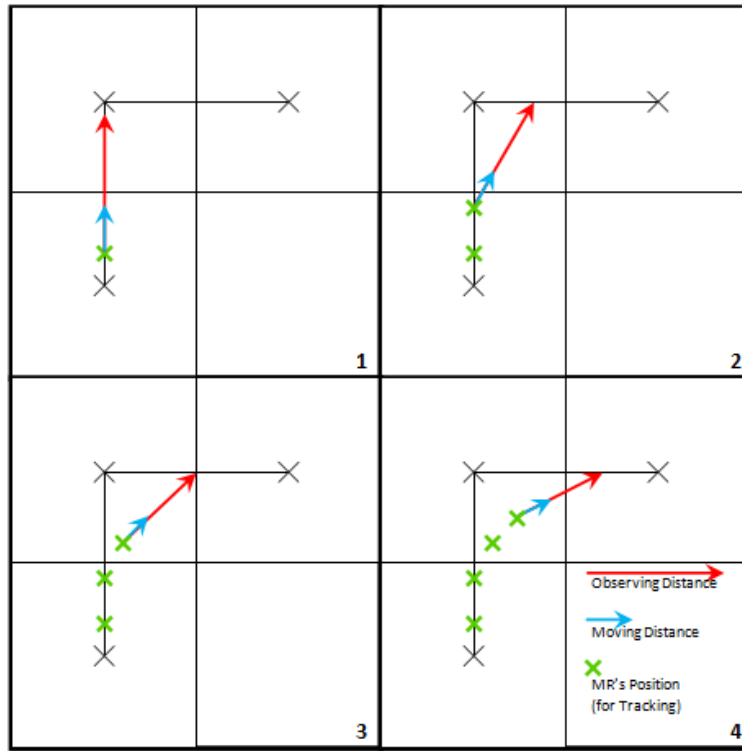 1
2
3
4
Observing Distance
Moving Distance
MR's Position
(for Tracking)